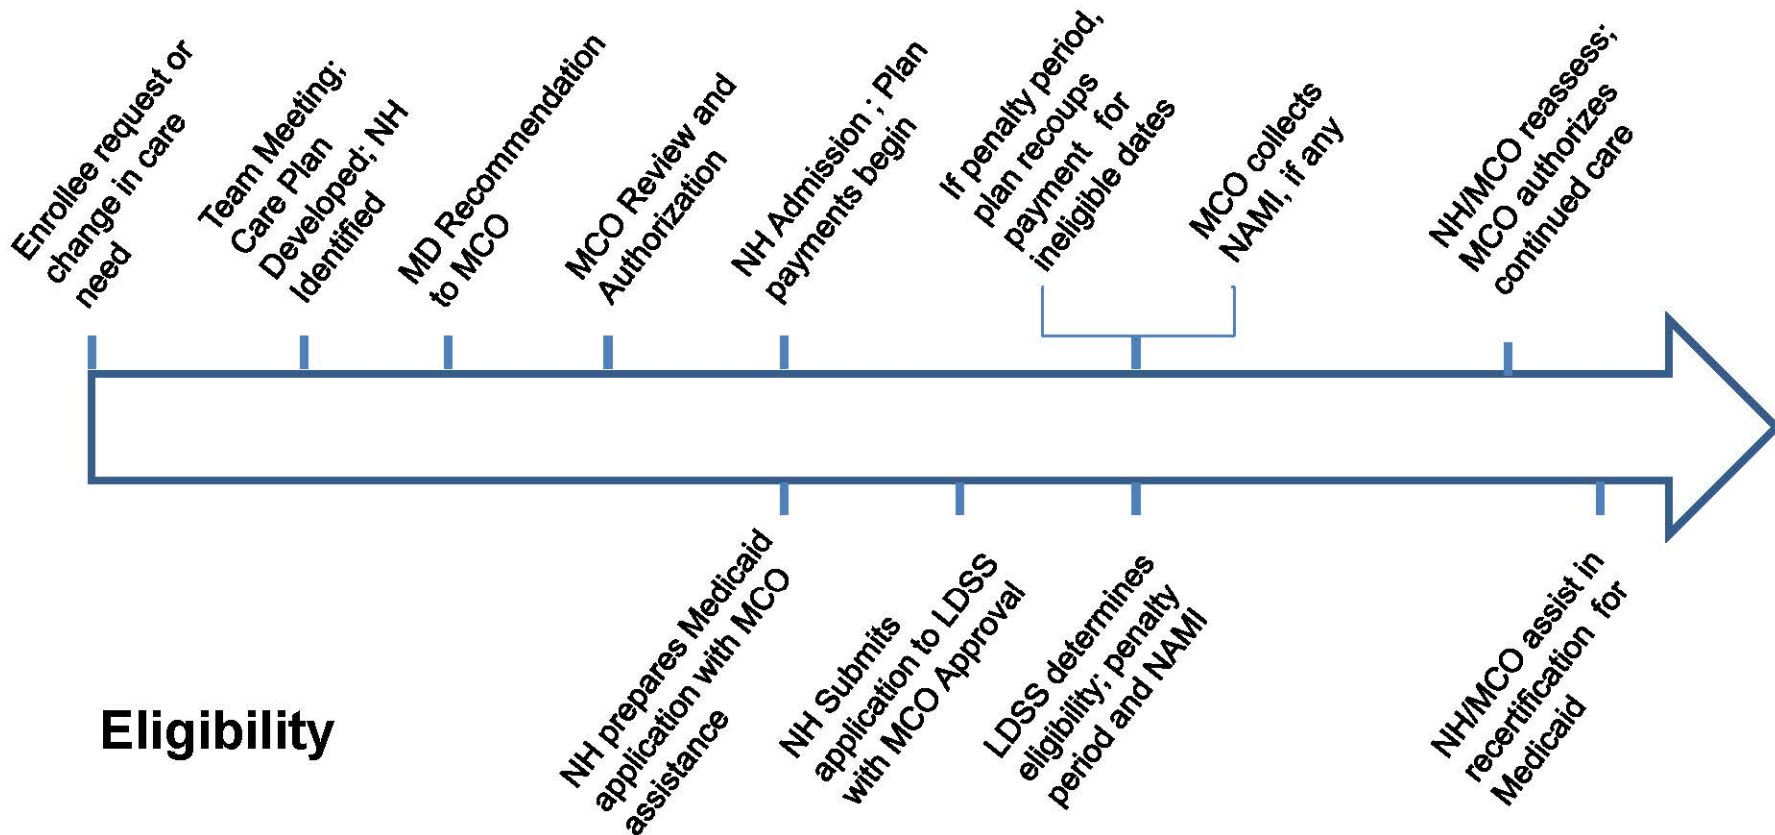 Enrollee request or
change in care
need
Team Meeting;
Care Plan
Developed; NH
Identified
MD Recommendation
to MCO
MCO Review and
Authorization
NH Admission ; Plan
payments begin
If penalty period,
plan recoups
payment for
ineligible dates
MCO collects
NAMI, if any
NH/MCO reassess;
MCO authorizes
continued care
NH prepares Medicaid
application with MCO
assistance
NH Submits
application to LDSS
with MCO Approval
LDSS determines
eligibility; penalty
period and NAMI
NH/MCO assist in
recertification for
Medicaid
Eligibility